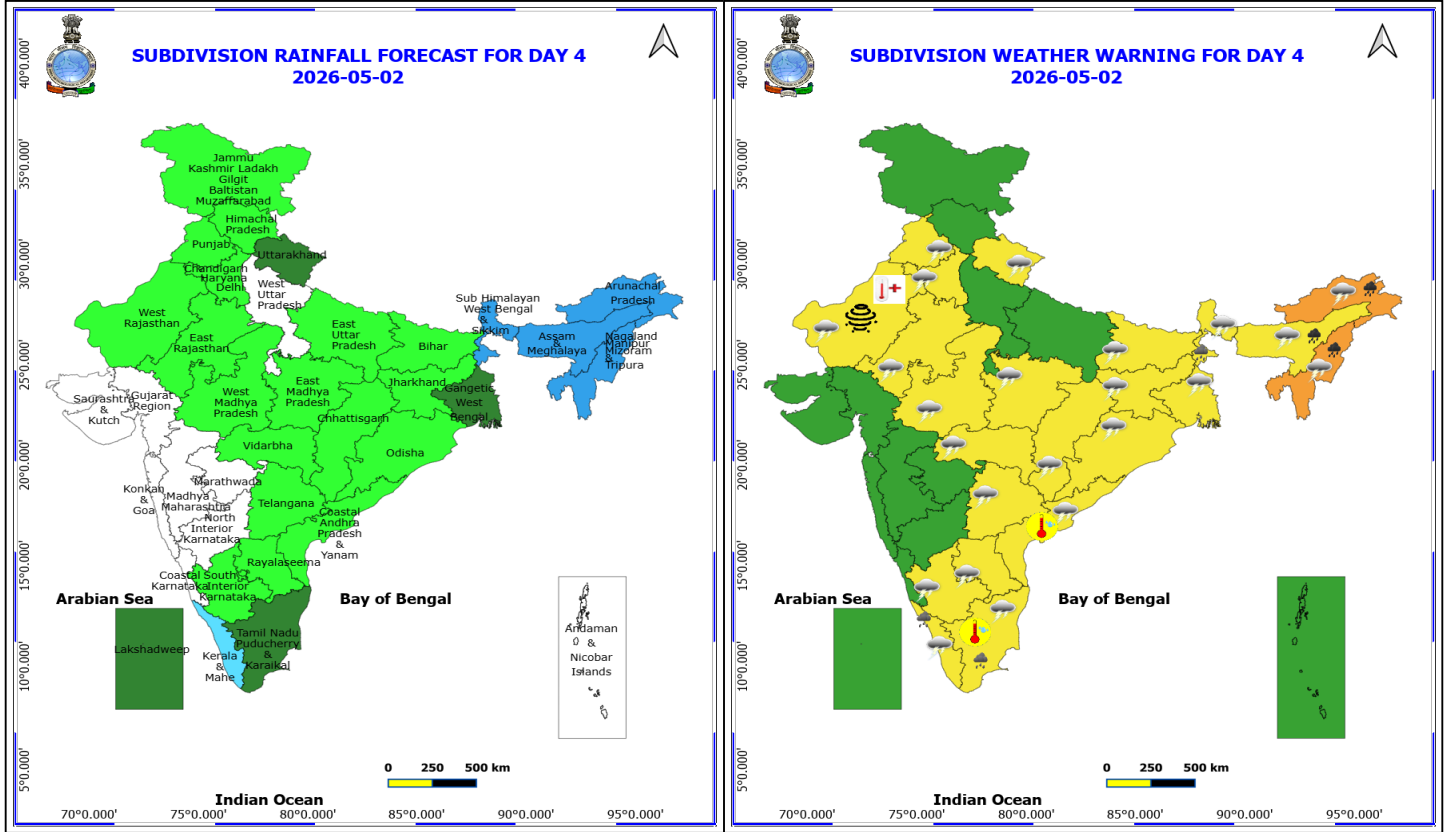 SUBDIVISION RAINFALL FORECAST FOR DAY 4
2026-05-02
40°0.000'
35°0.000'
30°0.000'
25°0.000'
20°0.000'
15°0.000'
10°0.000'
5°0.000'
Jammu
Kashmir Ladakh
Gilgit
Baltistan
Muzaffarabad
Himachal
Pradesh
Punjab
Uttarakhand
Chandigarh
Haryana
Delhi
West
Uttar
Pradesh
Arunachal
Pradesh
Sub Himalayan
West Bengal
&
Sikkim
West
Rajasthan
East
Rajasthan
East
Uttar
Pradesh
Bihar
Assam
&
Meghalaya
Nagaland
Manipur
Mizoram
&
Tripura
Saurashtra
&
Kutch
Gujarat
Region
West
Madhya
Pradesh
East
Madhya
Pradesh
Jharkhand
Gangetic
West
Bengal
Chhattisgarh
Vidarbha
Odisha
Konkan
&
Goa
Madhya
Maharashtra
Marathwada
North
Interior
Karnataka
Telangana
Coastal
Andhra
Pradesh
&
Yanam
Rayalaseema
Coastal
Karnataka
South
Interior
Karnataka
Arabian Sea
Bay of Bengal
Lakshadweep
Kerala
&
Mahe
Tamil Nadu
Puducherry
&
Karaikal
Andaman
&
Nicobar
Islands
0 250 500 km
Indian Ocean
70°0.000' 75°0.000' 80°0.000' 85°0.000' 90°0.000' 95°0.000'
SUBDIVISION WEATHER WARNING FOR DAY 4
2026-05-02
40°0.000'
35°0.000'
30°0.000'
25°0.000'
20°0.000'
15°0.000'
10°0.000'
5°0.000'
Arabian Sea
Bay of Bengal
0 250 500 km
Indian Ocean
70°0.000' 75°0.000' 80°0.000' 85°0.000' 90°0.000' 95°0.000'